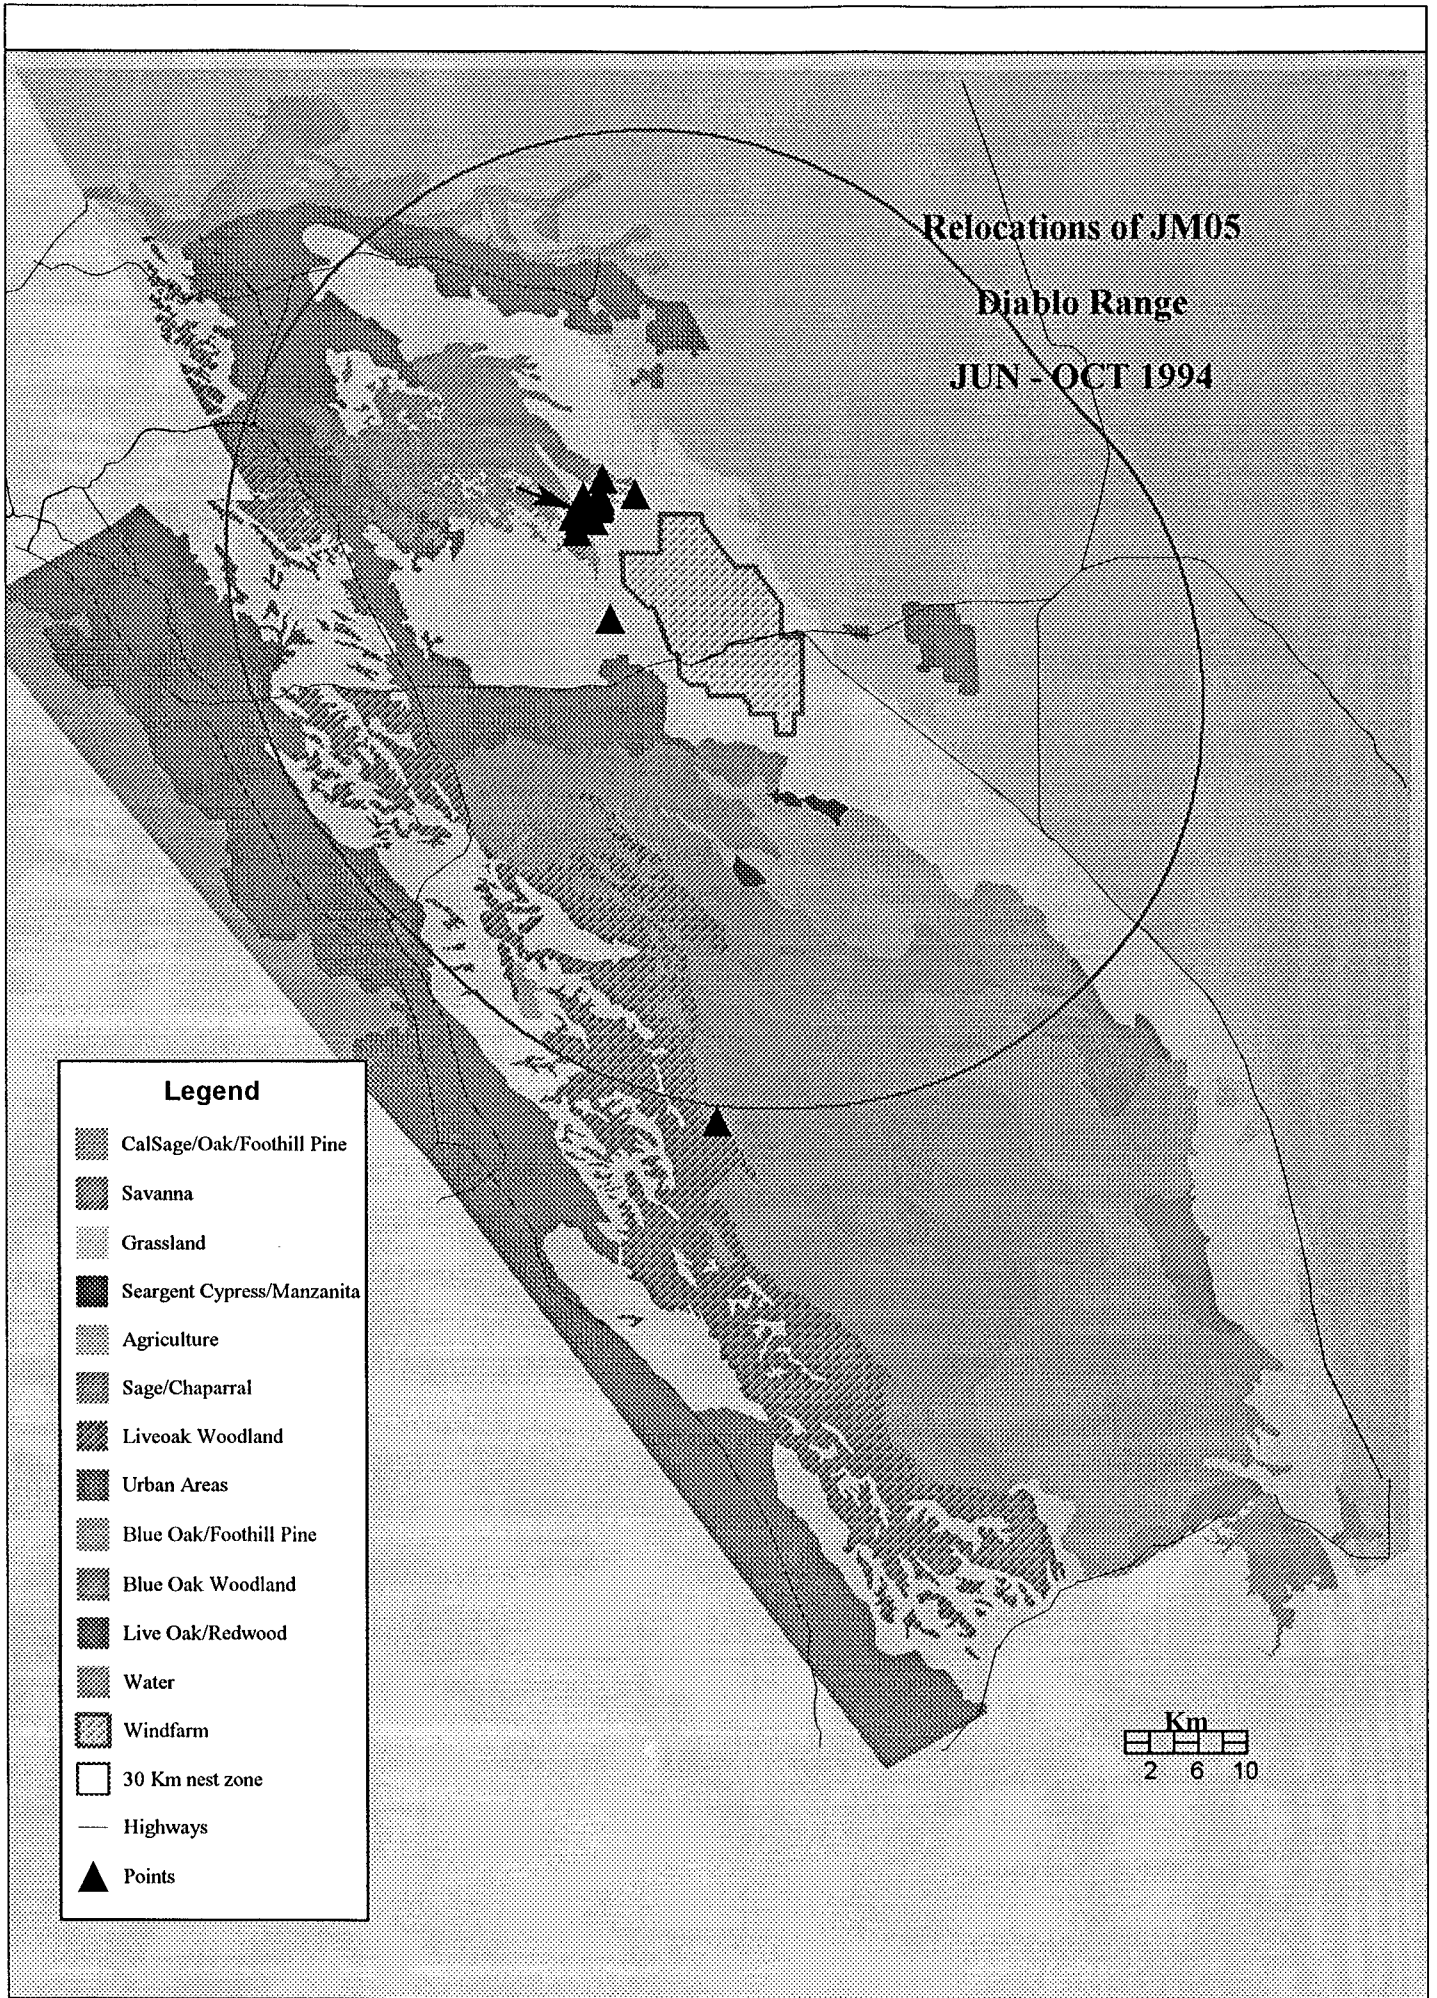 Relocations of JM05
Diablo Range
JUN - OCT 1994
Legend
CalSage/Oak/Foothill Pine
Savanna
Grassland
Seargent Cypress/Manzanita
Agriculture
Sage/Chaparral
Liveoak Woodland
Urban Areas
Blue Oak/Foothill Pine
Blue Oak Woodland
Live Oak/Redwood
Water
Windfarm
30 Km nest zone
Highways
Points
Km
2 6 10